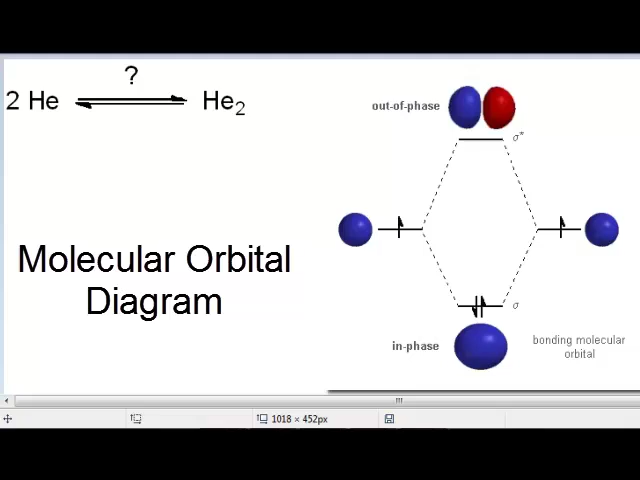 ?
2 He ⇌ He₂
Molecular Orbital
Diagram
out-of-phase
σ*
σ
in-phase
bonding molecular
orbital
1018 × 452px